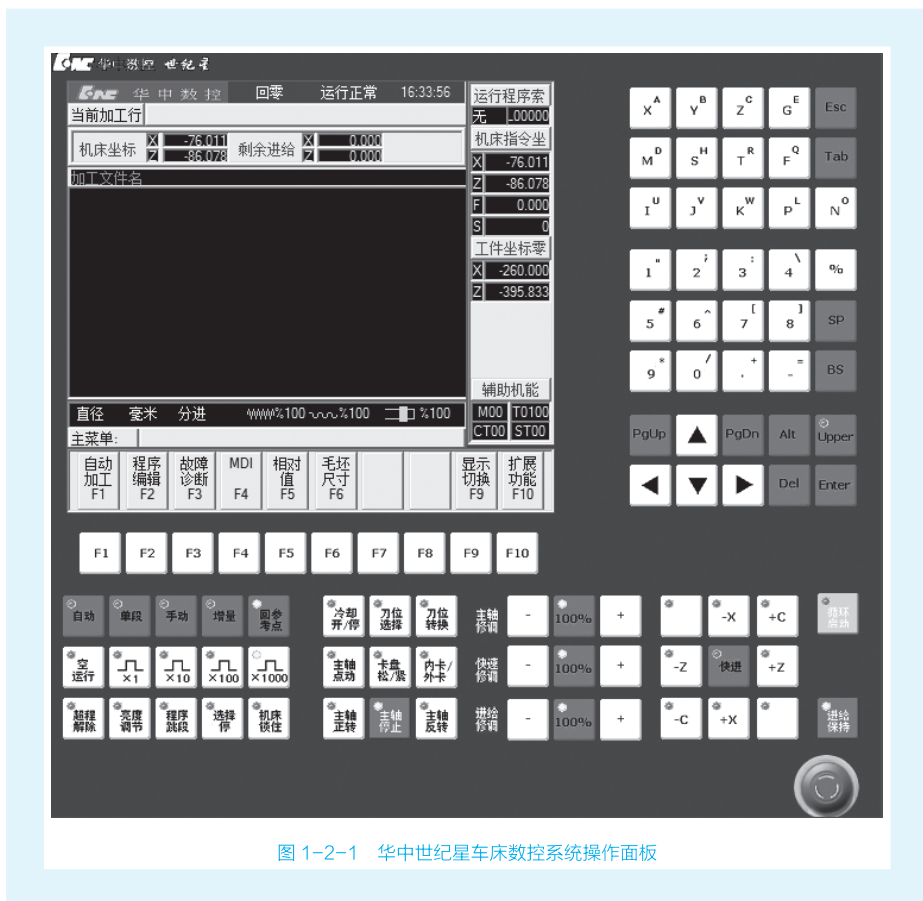 华中数控 世纪星
华中数控 回零 运行正常 16:33:56
运行程序索
当前加工行
无 L00000
机床坐标 X -76.011 Z -86.078 剩余进给 X 0.000 Z 0.000
机床指令坐
X -76.011
Z -86.078
F 0.000
S 0
工件坐标零
X -260.000
Z -395.833
加工文件名
辅助机能
M00 T0100
CT00 ST00
直径 毫米 分进 %100 %100 %100
主菜单:
自动加工 F1
程序编辑 F2
故障诊断 F3
MDI F4
相对值 F5
毛坯尺寸 F6
显示切换 F9
扩展功能 F10
X A Y B Z C G E Esc
M D S H T R F Q Tab
I U J V K W P L N O
1 " 2 ; 3 : 4 \ %
5 # 6 ^ 7 [ 8 ] SP
9 * 0 / . + - = BS
PgUp ▲ PgDn Alt Upper
◀ ▼ ▶ Del Enter
F1 F2 F3 F4 F5 F6 F7 F8 F9 F10
自动 单段 手动 增量 回参考点 冷却开/停 刀位选择 刀位转换 主轴修调 - 100% + -X +C 循环启动
空运行 ×1 ×10 ×100 ×1000 主轴点动 卡盘松/紧 内卡/外卡 快速修调 - 100% + -Z 快进 +Z
超程解除 亮度调节 程序跳段 选择停 机床锁住 主轴正转 主轴停止 主轴反转 进给修调 - 100% + -C +X 进给保持
图 1-2-1 华中世纪星车床数控系统操作面板